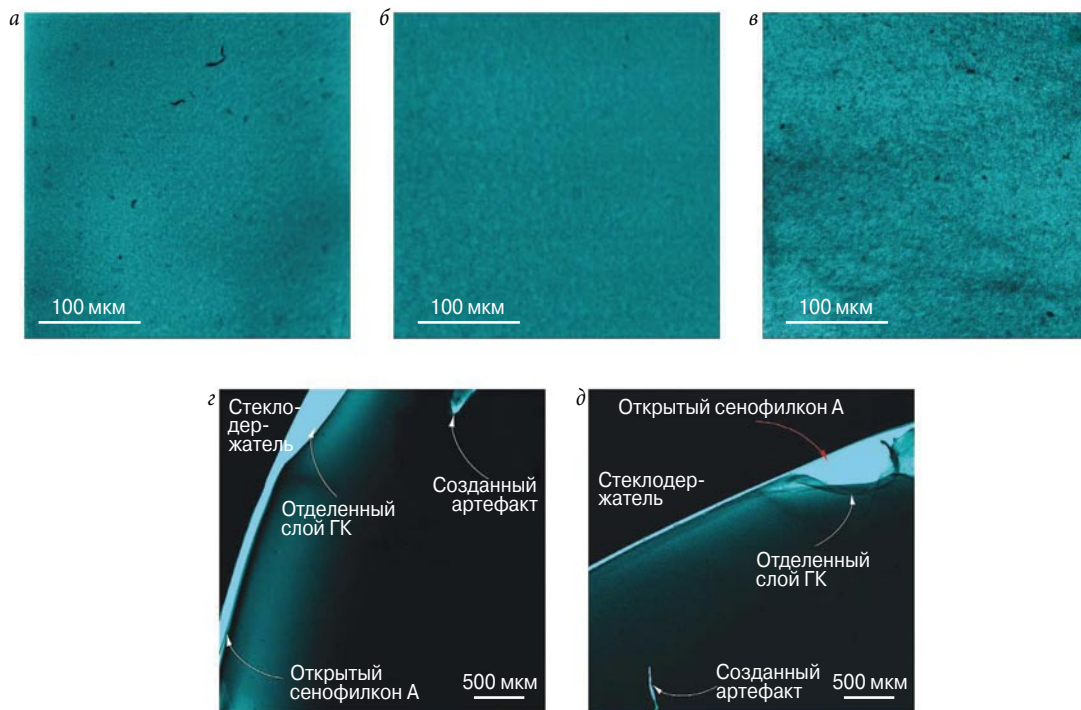 а
б
в
100 мкм
100 мкм
100 мкм
г
Стекло-
дер-
жатель
Созданный
артефакт
Отделенный
слой ГК
Открытый
сенофилкон А
500 мкм
д
Открытый сенофилкон А
Стеклодер-
жатель
Отделенный
слой ГК
Созданный
артефакт
500 мкм